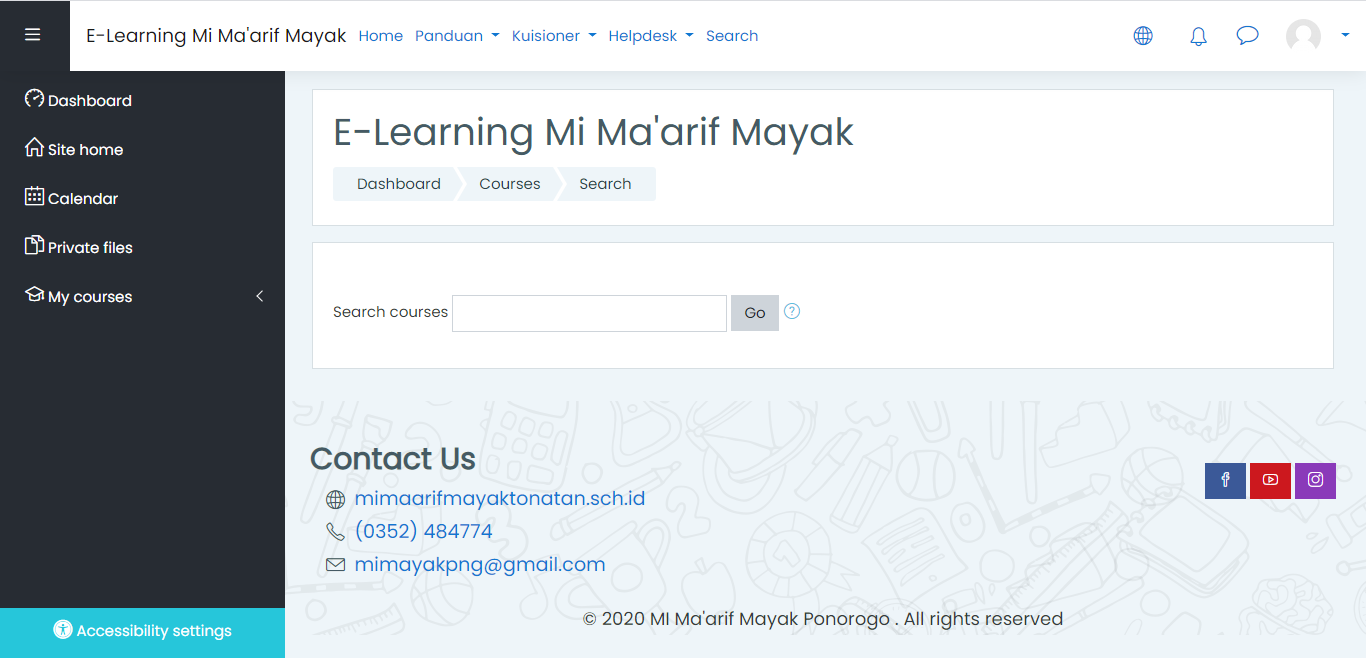 E-Learning Mi Ma'arif Mayak Home Panduan Kuisioner Helpdesk Search
Dashboard
Site home
Calendar
Private files
My courses
Accessibility settings
E-Learning Mi Ma'arif Mayak
Dashboard Courses Search
Search courses Go ?
Contact Us
mimaarifmayaktonatan.sch.id
(0352) 484774
mimayakpng@gmail.com
© 2020 MI Ma'arif Mayak Ponorogo . All rights reserved